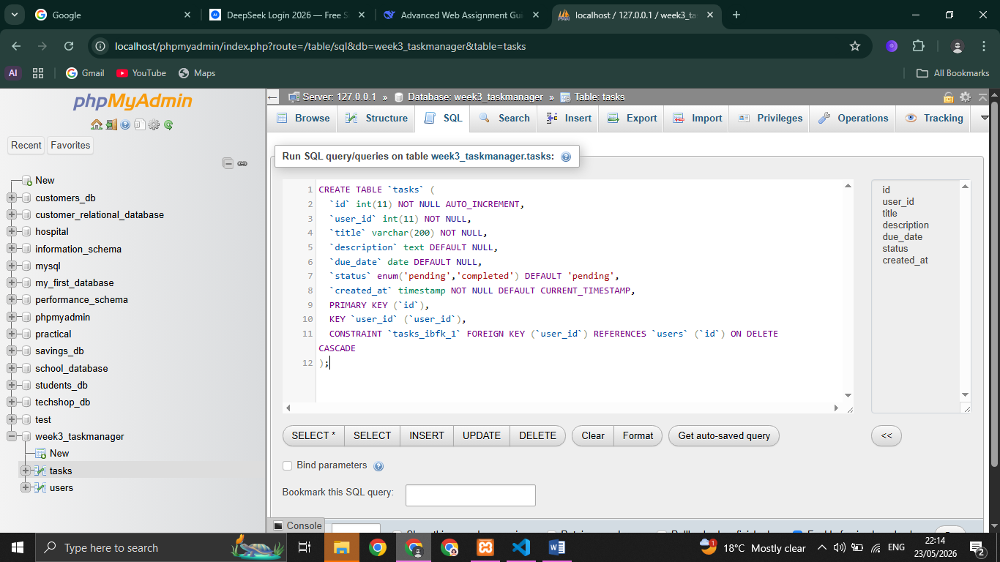 Google
DeepSeek Login 2026 — Free S
Advanced Web Assignment Gui
localhost / 127.0.0.1 / week3_ta
localhost/phpmyadmin/index.php?route=/table/sql&db=week3_taskmanager&table=tasks
AI
Gmail
YouTube
Maps
All Bookmarks
phpMyAdmin
Recent
Favorites
New
customers_db
customer_relational_database
hospital
information_schema
mysql
my_first_database
performance_schema
phpmyadmin
practical
savings_db
school_database
students_db
techshop_db
test
week3_taskmanager
New
tasks
users
Server: 127.0.0.1 » Database: week3_taskmanager » Table: tasks
Browse
Structure
SQL
Search
Insert
Export
Import
Privileges
Operations
Tracking
Run SQL query/queries on table week3_taskmanager.tasks:
1 CREATE TABLE `tasks` (
2 `id` int(11) NOT NULL AUTO_INCREMENT,
3 `user_id` int(11) NOT NULL,
4 `title` varchar(200) NOT NULL,
5 `description` text DEFAULT NULL,
6 `due_date` date DEFAULT NULL,
7 `status` enum('pending','completed') DEFAULT 'pending',
8 `created_at` timestamp NOT NULL DEFAULT CURRENT_TIMESTAMP,
9 PRIMARY KEY (`id`),
10 KEY `user_id` (`user_id`),
11 CONSTRAINT `tasks_ibfk_1` FOREIGN KEY (`user_id`) REFERENCES `users` (`id`) ON DELETE
CASCADE
12 );
id
user_id
title
description
due_date
status
created_at
SELECT *
SELECT
INSERT
UPDATE
DELETE
Clear
Format
Get auto-saved query
<<
Bind parameters
Bookmark this SQL query:
Console
Type here to search
18°C Mostly clear
ENG
22:14
23/05/2026
2